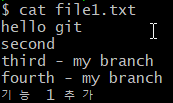 $ cat file1.txt
hello git
second
third - my branch
fourth - my branch
기능 1 추가